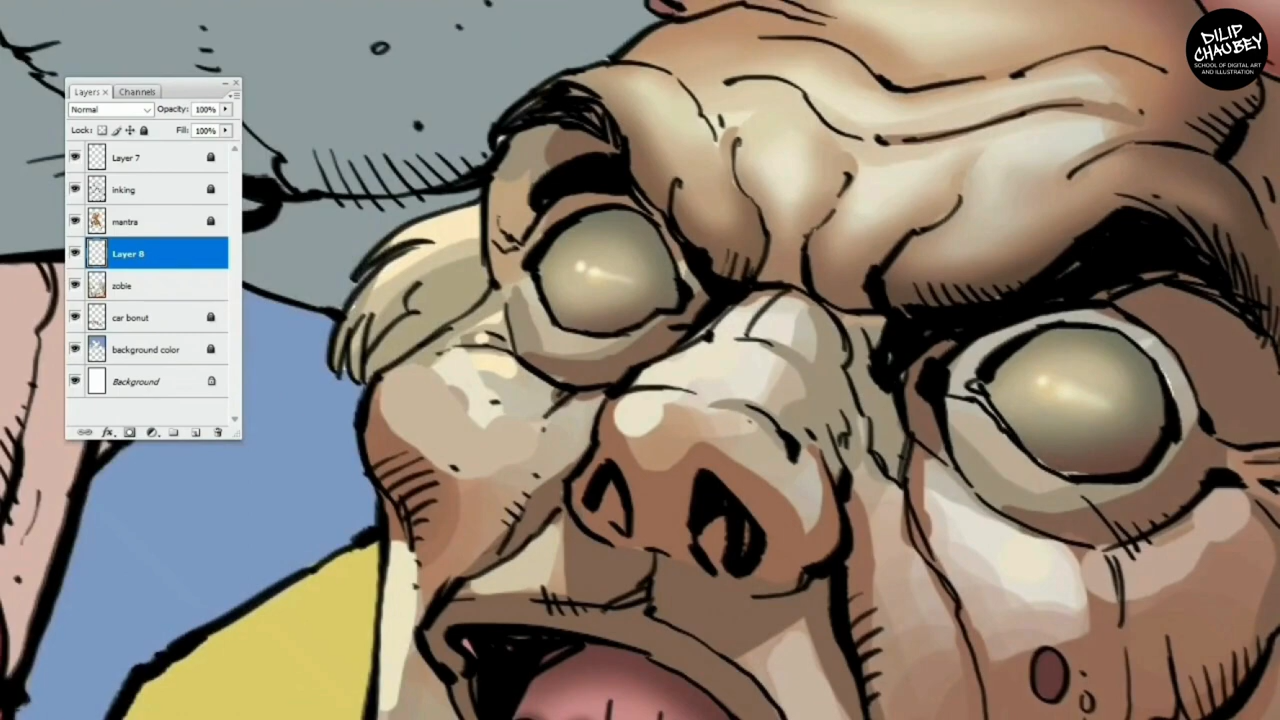 DILIP
CHAUBEY
SCHOOL OF DIGITAL ART
AND ILLUSTRATION
Layers × Channels
Normal Opacity: 100%
Lock: Fill: 100%
Layer 7
inking
mantra
Layer 8
zobie
car bonut
background color
Background
fx